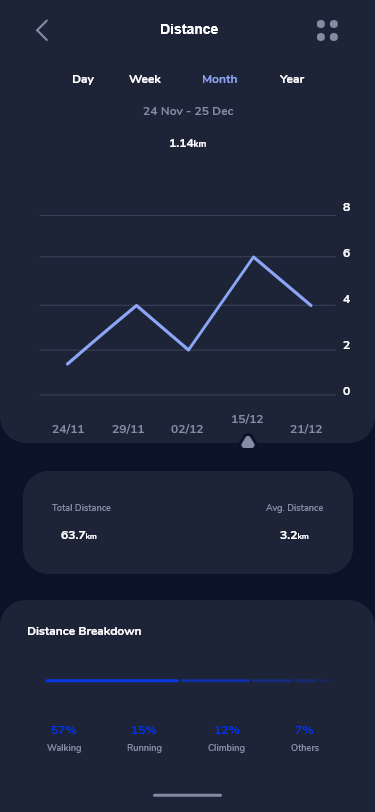 Distance
Day Week Month Year
24 Nov - 25 Dec
1.14km
8
6
4
2
0
24/11 29/11 02/12 15/12 21/12
Total Distance Avg. Distance
63.7km 3.2km
Distance Breakdown
57% 15% 12% 7%
Walking Running Climbing Others